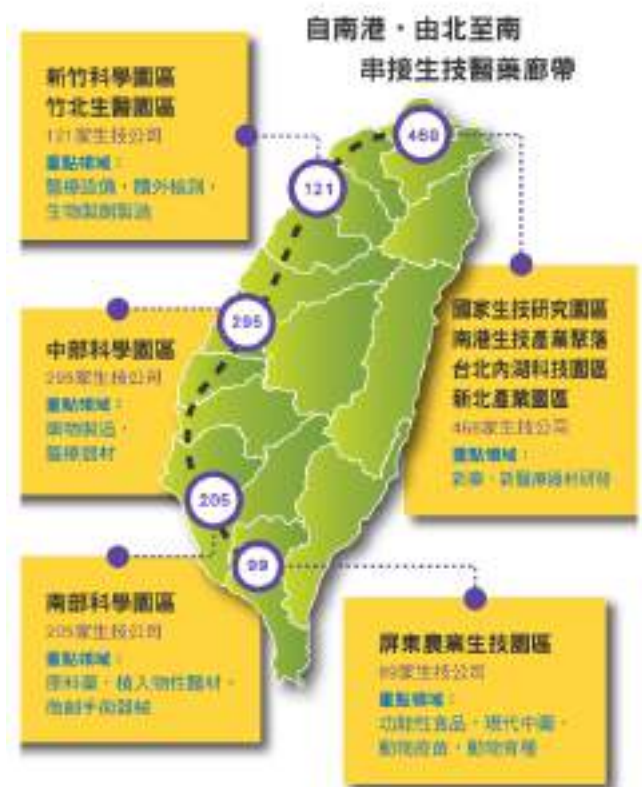 自南港・由北至南
串接生技醫藥廊帶
新竹科學園區
竹北生醫園區
121家生技公司
重點領域：
醫療設備，體外檢測，
生物製劑製造
468
121
295
205
99
中部科學園區
295家生技公司
重點領域：
藥物製造，
醫療器材
國家生技研究園區
南港生技產業聚落
台北內湖科技園區
新北產業園區
468家生技公司
重點領域：
新藥、新醫療器材研發
南部科學園區
205家生技公司
重點領域：
原料藥，植入物性醫材，
微創手術器械
屏東農業生技園區
99家生技公司
重點領域：
功能性食品，現代中藥，
動物疫苗，動物育種